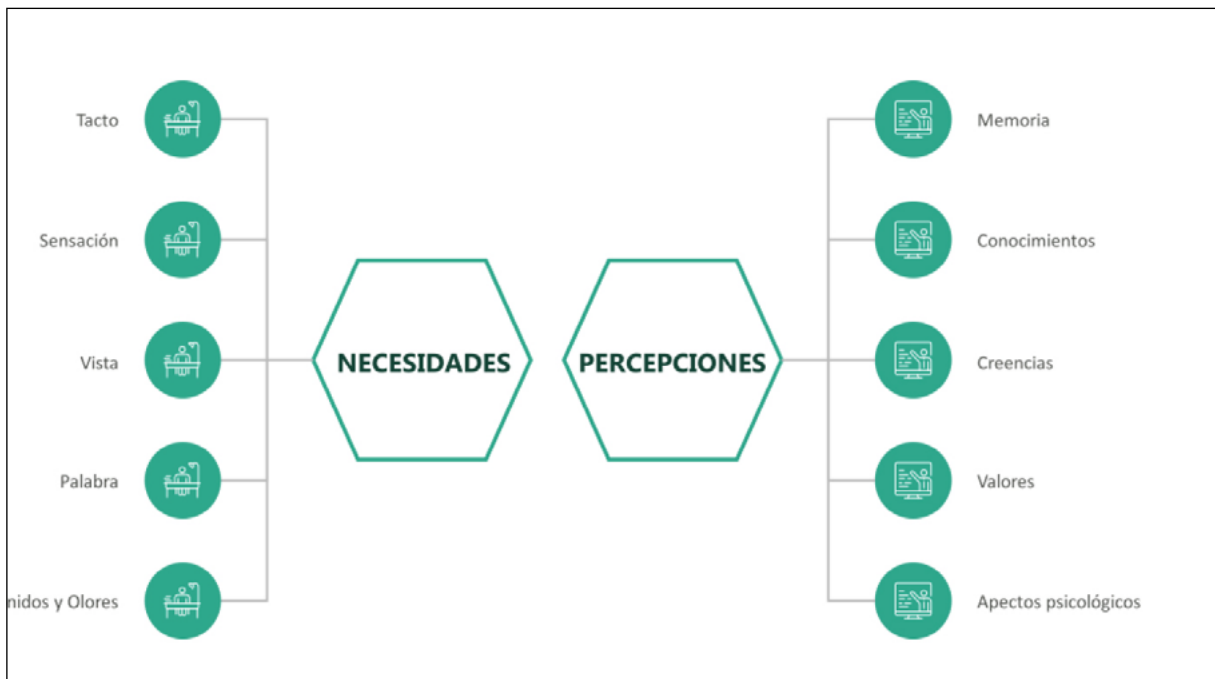 Tacto
Sensación
Vista
Palabra
nidos y Olores
NECESIDADES
PERCEPCIONES
Memoria
Conocimientos
Creencias
Valores
Apectos psicológicos